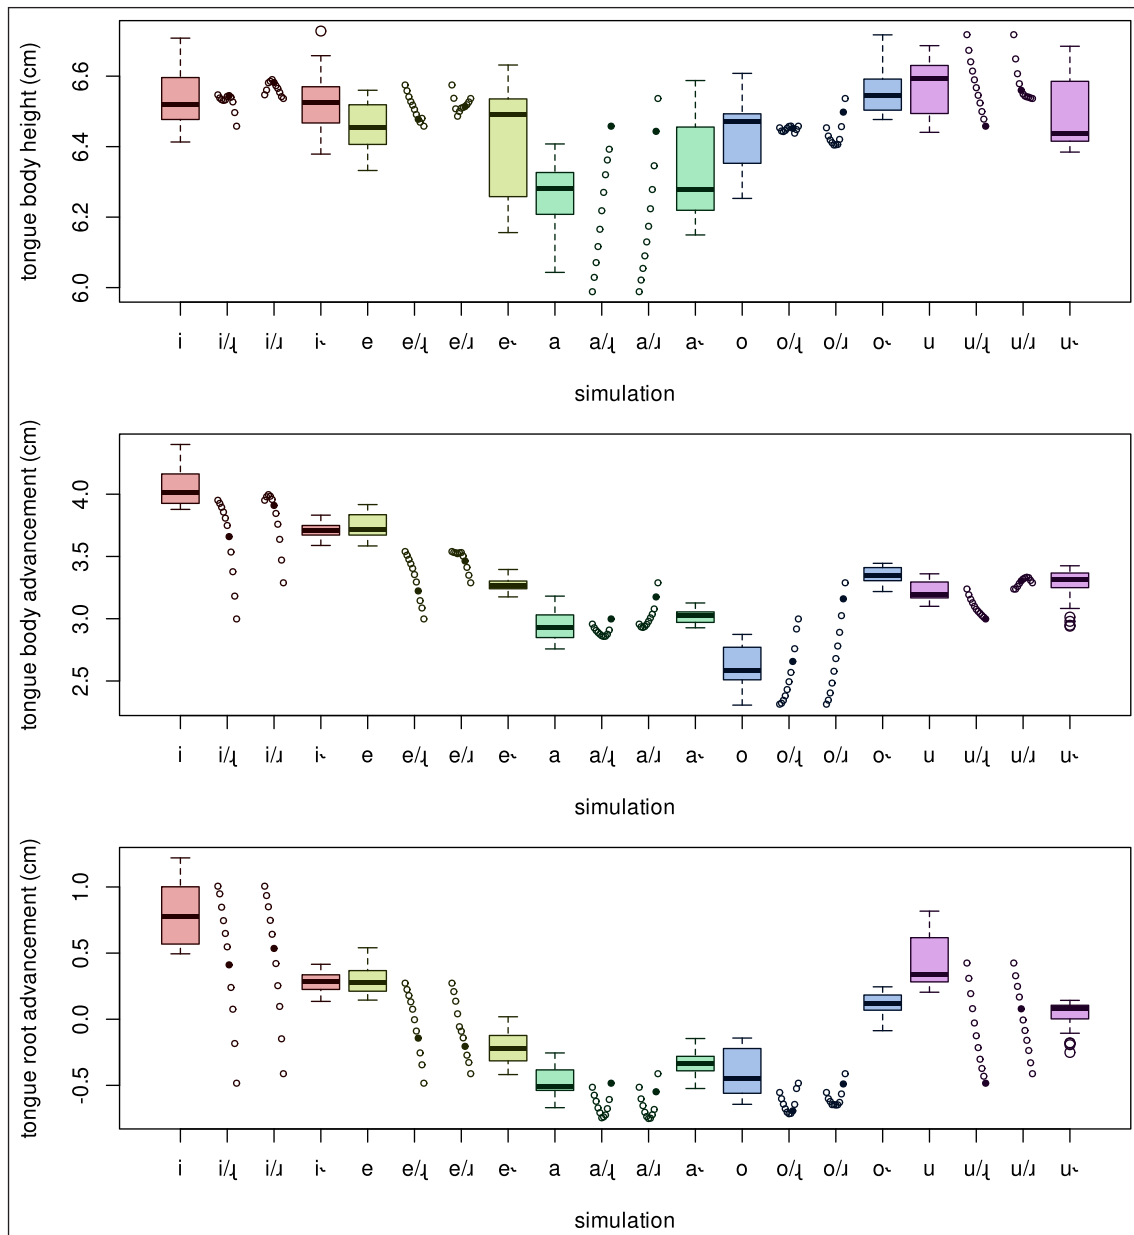 tongue body height (cm)
6.6
6.4
6.2
6.0
i i/ɻ i/ɹ i˞ e e/ɻ e/ɹ e˞ a a/ɻ a/ɹ a˞ o o/ɻ o/ɹ o˞ u u/ɻ u/ɹ u˞
simulation
tongue body advancement (cm)
4.0
3.5
3.0
2.5
i i/ɻ i/ɹ i˞ e e/ɻ e/ɹ e˞ a a/ɻ a/ɹ a˞ o o/ɻ o/ɹ o˞ u u/ɻ u/ɹ u˞
simulation
tongue root advancement (cm)
1.0
0.5
0.0
-0.5
i i/ɻ i/ɹ i˞ e e/ɻ e/ɹ e˞ a a/ɻ a/ɹ a˞ o o/ɻ o/ɹ o˞ u u/ɻ u/ɹ u˞
simulation